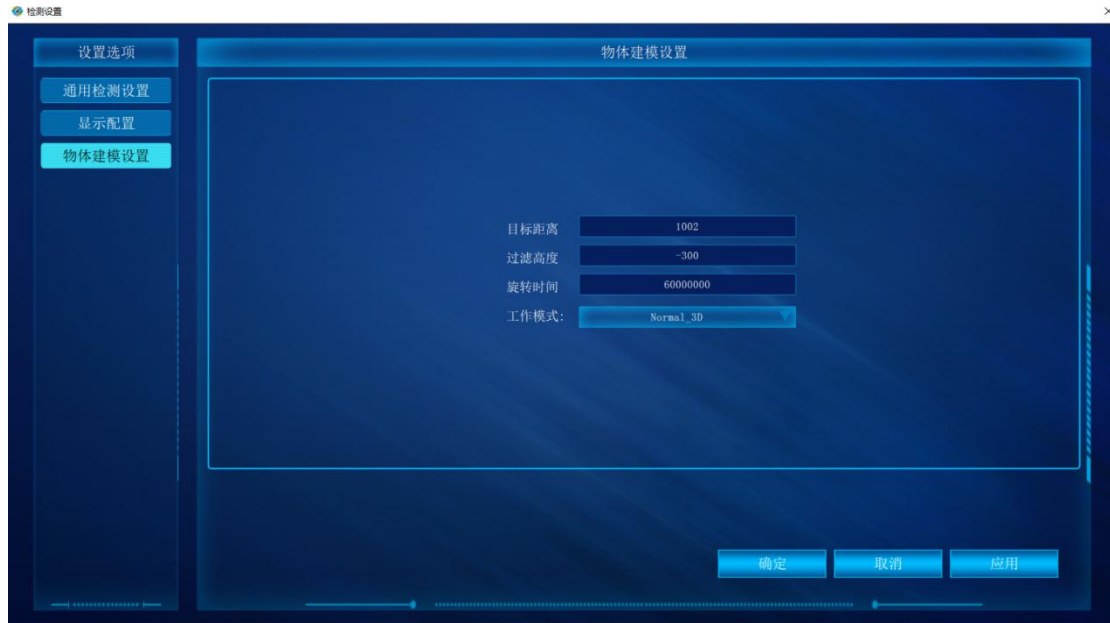 检测设置
设置选项
通用检测设置
显示配置
物体建模设置
物体建模设置
目标距离 1002
过滤高度 -300
旋转时间 60000000
工作模式: Normal_3D
确定 取消 应用